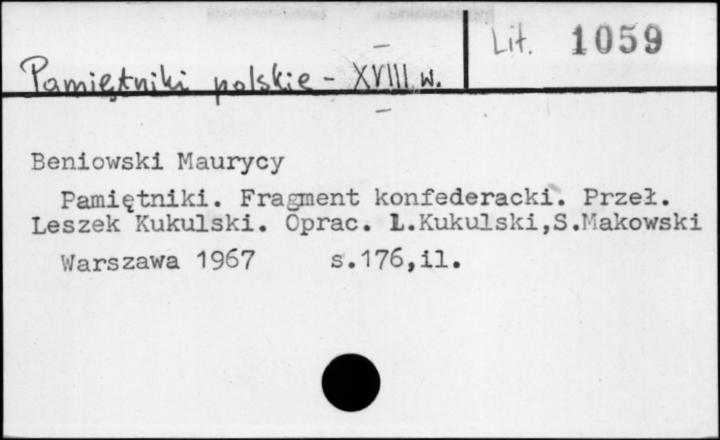 Lit. 1059
Pamiętniki polskie - XVIII w.
Beniowski Maurycy
Pamiętniki. Fragment konfederacki. Przeł.
Leszek Kukulski. Oprac. L.Kukulski,S.Makowski
Warszawa 1967 s.176,il.